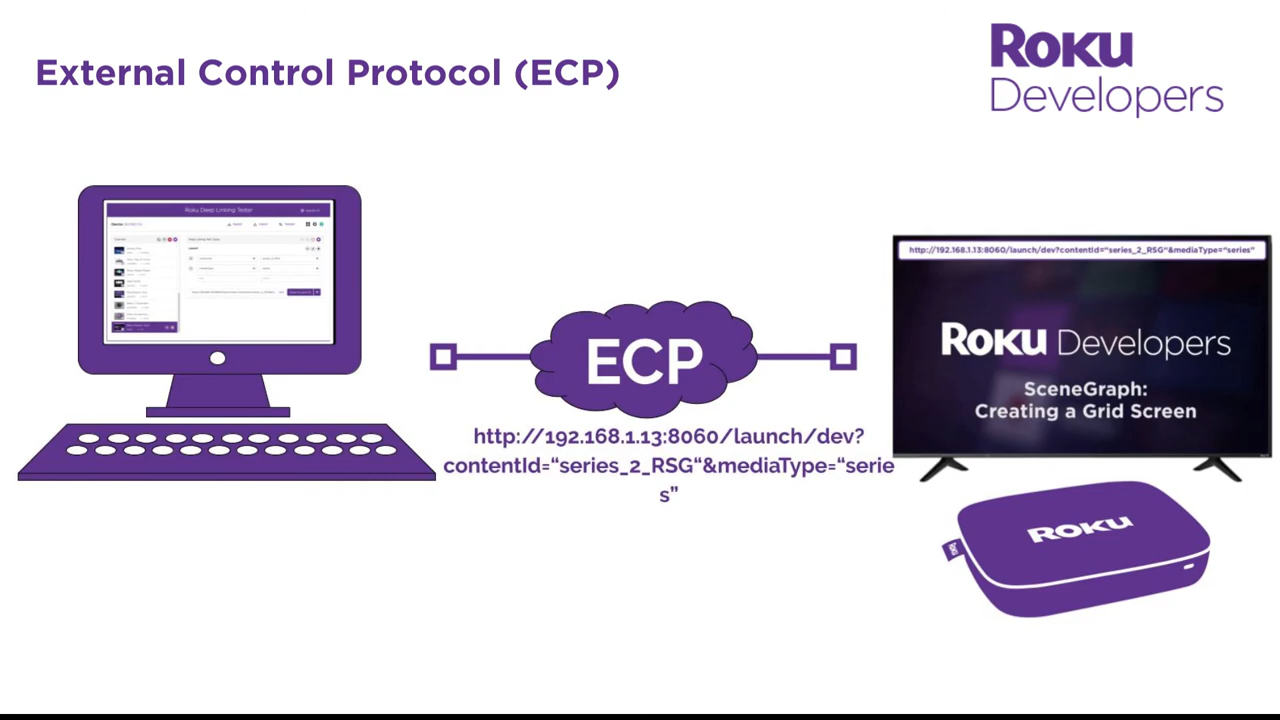 External Control Protocol (ECP)
ROKU
Developers
Roku Deep Linking Tester
http://192.168.1.13:8060/launch/dev?contentId=“series_2_RSG“&mediaType=“series”
ROKU Developers
SceneGraph:
Creating a Grid Screen
ECP
http://192.168.1.13:8060/launch/dev?
contentId=“series_2_RSG“&mediaType=“serie
s”
ROKU
ROKU